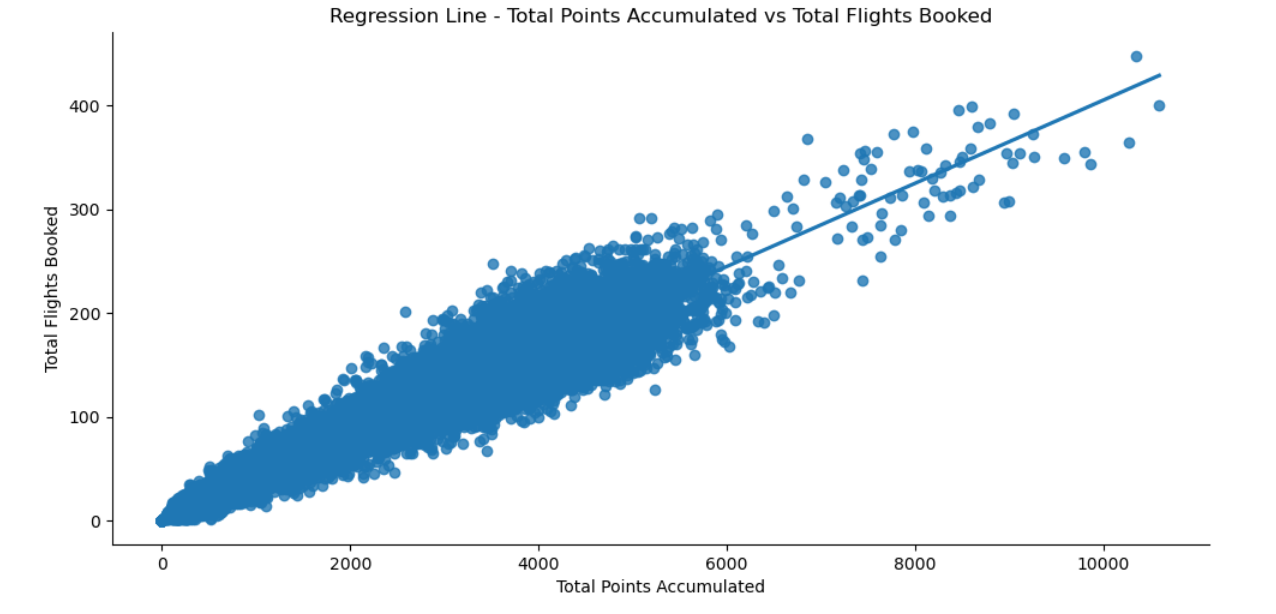 Regression Line - Total Points Accumulated vs Total Flights Booked
400
300
200
100
0
Total Flights Booked
0 2000 4000 6000 8000 10000
Total Points Accumulated